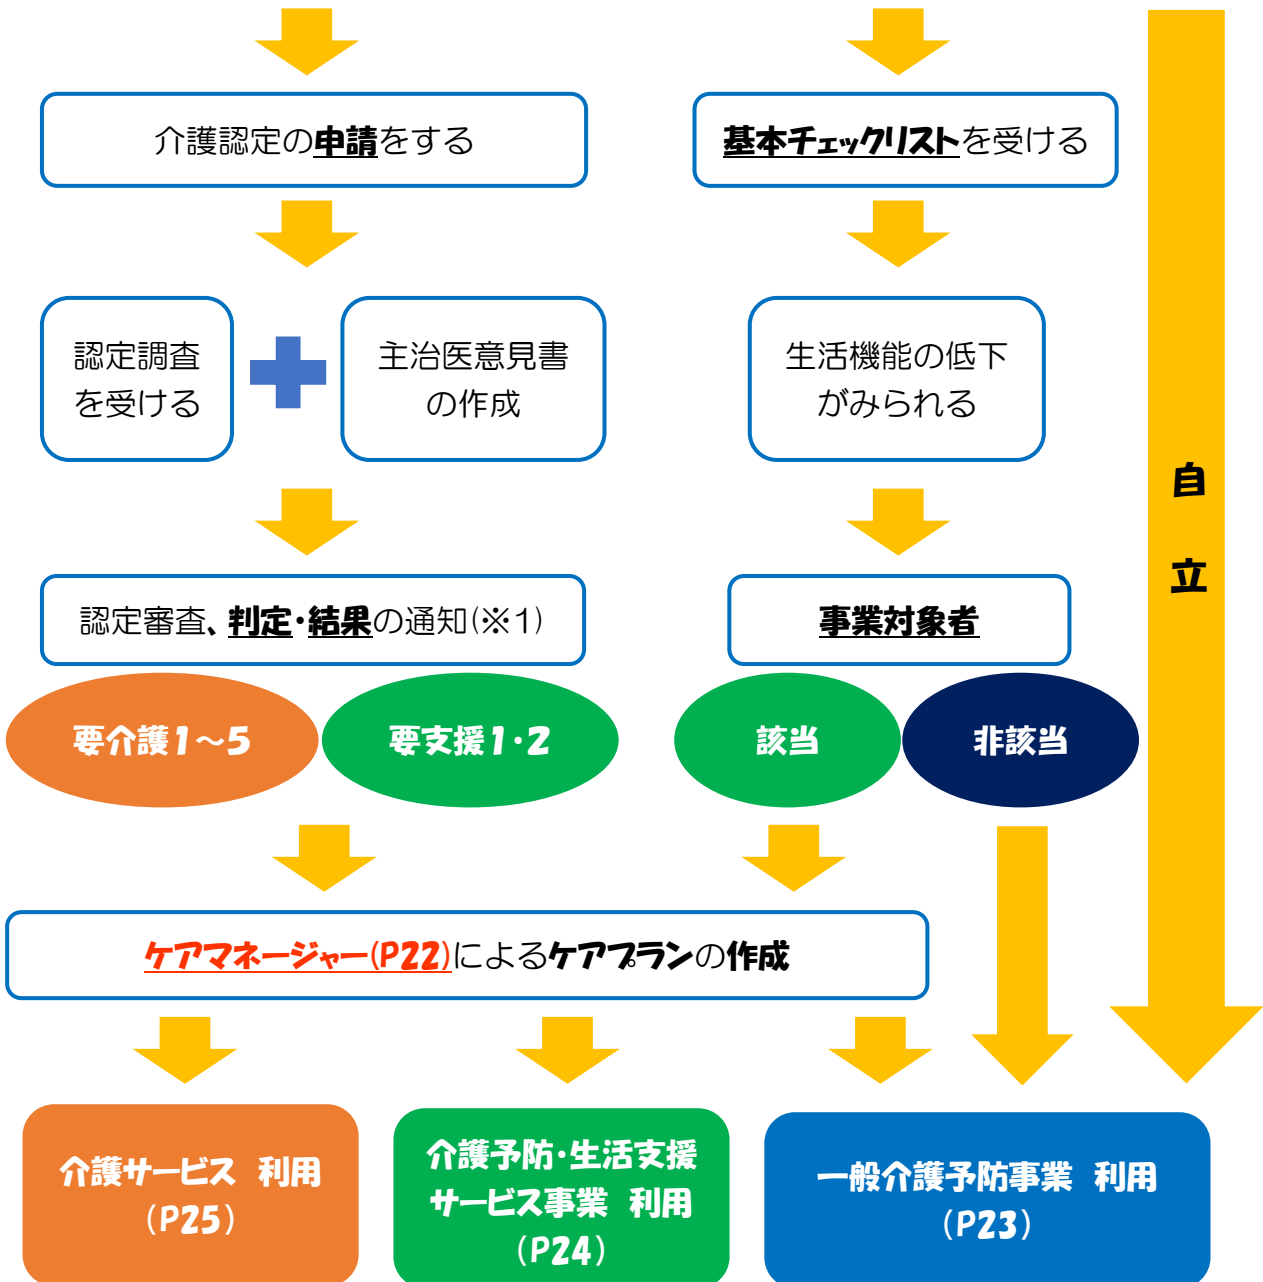 介護認定の申請をする
基本チェックリストを受ける
認定調査
を受ける
主治医意見書
の作成
生活機能の低下
がみられる
自
立
認定審査、判定・結果の通知(※1)
事業対象者
要介護1～5
要支援1・2
該当
非該当
ケアマネージャー(P22)によるケアプランの作成
介護サービス 利用
(P25)
介護予防・生活支援
サービス事業 利用
(P24)
一般介護予防事業 利用
(P23)